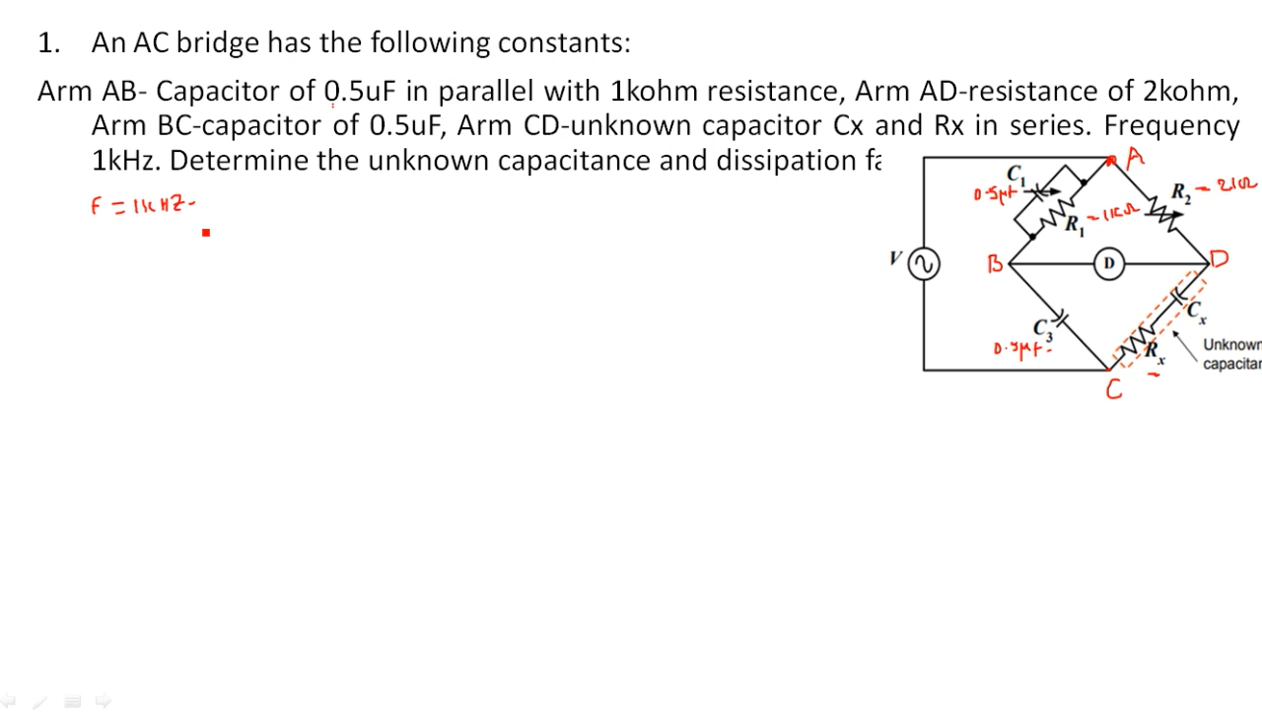 1. An AC bridge has the following constants:
Arm AB- Capacitor of 0.5uF in parallel with 1kohm resistance, Arm AD-resistance of 2kohm,
Arm BC-capacitor of 0.5uF, Arm CD-unknown capacitor Cx and Rx in series. Frequency
1kHz. Determine the unknown capacitance and dissipation fa
F = 1kHZ-
A
C1
0.5μf
R2 - 2kΩ
R1 - 1kΩ
V
B
D
D
Cx
C3
0.5μf-
Rx
Unknown
capacitar
C